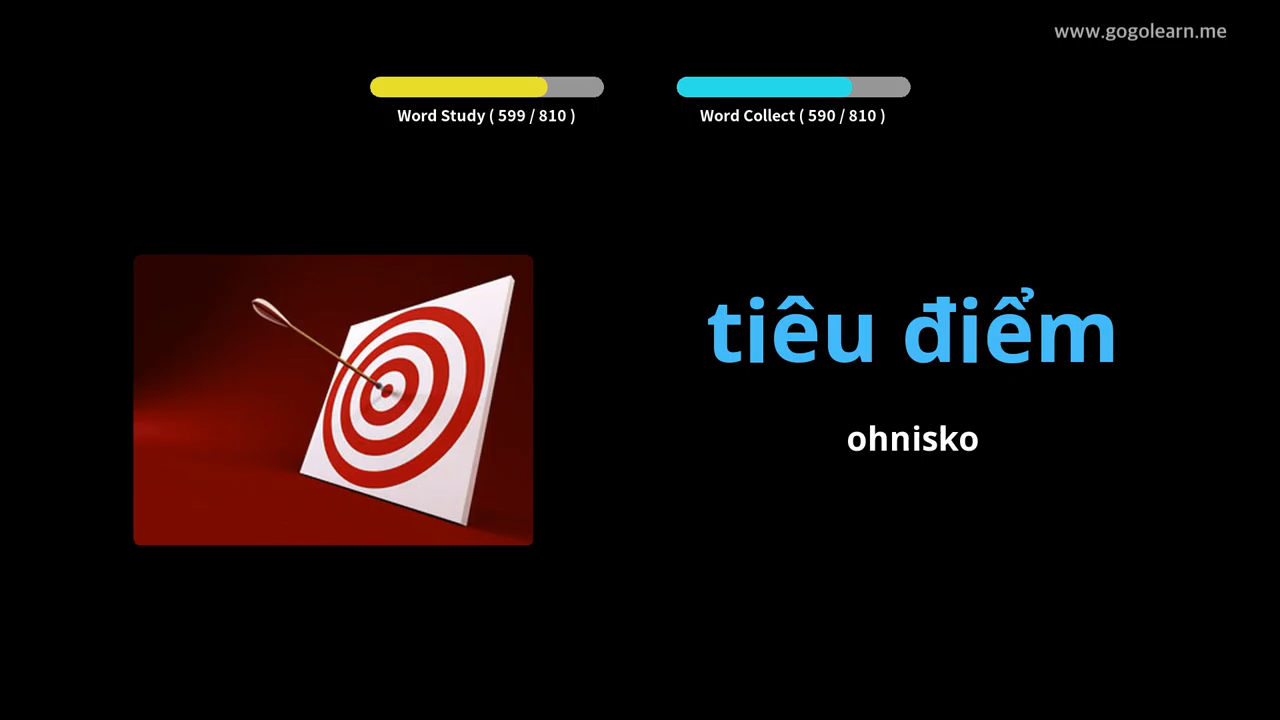 www.gogolearn.me
Word Study ( 599 / 810 )
Word Collect ( 590 / 810 )
tiêu điểm
ohnisko